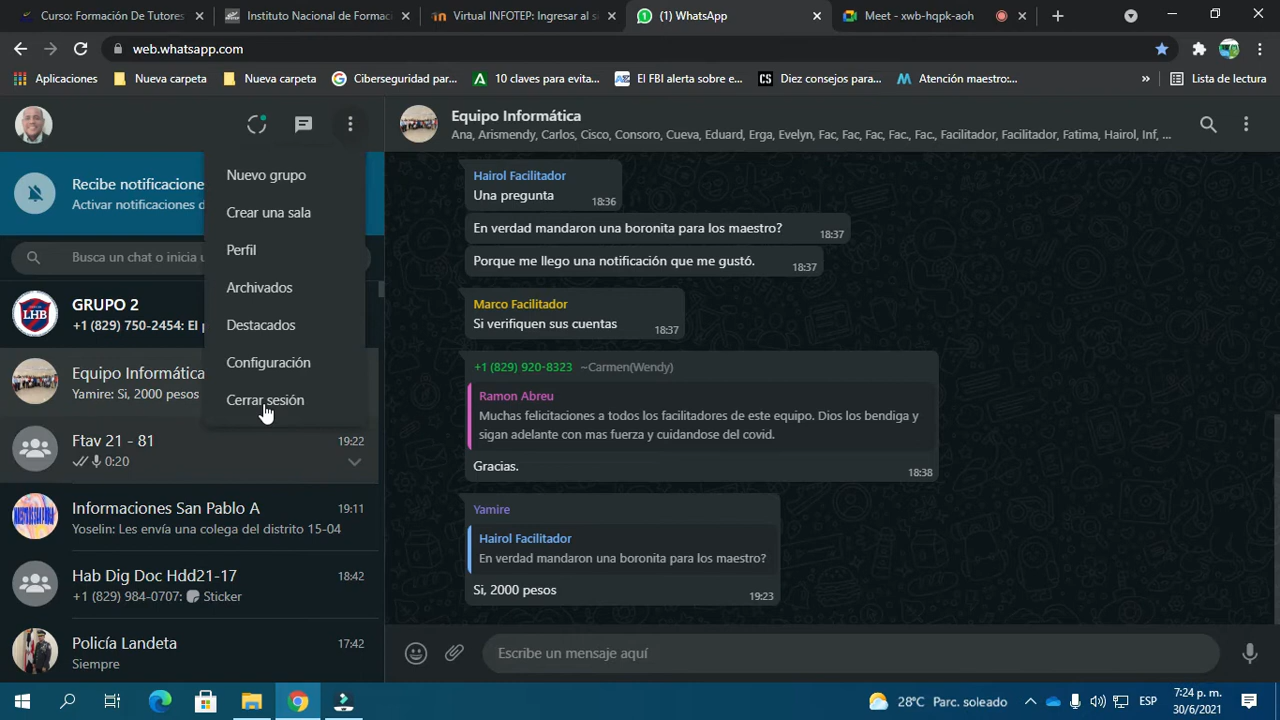 Curso: Formación De Tutores
Instituto Nacional de Formaci
Virtual INFOTEP: Ingresar al si
(1) WhatsApp
Meet - xwb-hqpk-aoh
web.whatsapp.com
Aplicaciones
Nueva carpeta
Nueva carpeta
Ciberseguridad par...
10 claves para evita...
El FBI alerta sobre e...
Diez consejos para...
Atención maestro:...
»
Lista de lectura
Recibe notificacione
Activar notificaciones d
Busca un chat o inicia u
Nuevo grupo
Crear una sala
Perfil
Archivados
Destacados
Configuración
Cerrar sesión
GRUPO 2
+1 (829) 750-2454: El p
LHB
Equipo Informática
Yamire: Si, 2000 pesos
Ftav 21 - 81
19:22
0:20
Informaciones San Pablo A
19:11
Yoselin: Les envía una colega del distrito 15-04
Hab Dig Doc Hdd21-17
18:42
+1 (829) 984-0707: Sticker
Policía Landeta
17:42
Siempre
Equipo Informática
Ana, Arismendy, Carlos, Cisco, Consoro, Cueva, Eduard, Erga, Evelyn, Fac, Fac, Fac, Fac., Fac., Facilitador, Facilitador, Fatima, Hairol, Inf, ...
Hairol Facilitador
Una pregunta
18:36
En verdad mandaron una boronita para los maestro?
18:37
Porque me llego una notificación que me gustó.
18:37
Marco Facilitador
Si verifiquen sus cuentas
18:37
+1 (829) 920-8323 ~Carmen(Wendy)
Ramon Abreu
Muchas felicitaciones a todos los facilitadores de este equipo. Dios los bendiga y
sigan adelante con mas fuerza y cuidandose del covid.
Gracias.
18:38
Yamire
Hairol Facilitador
En verdad mandaron una boronita para los maestro?
Si, 2000 pesos
19:23
Escribe un mensaje aquí
28°C Parc. soleado
ESP
7:24 p. m.
30/6/2021